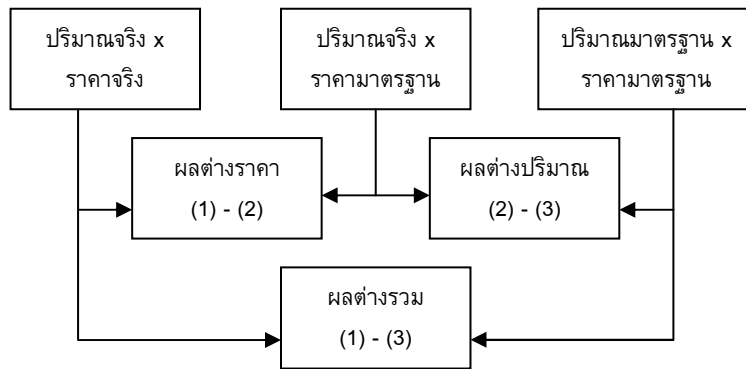 ปริมาณจริง x
ราคาจริง
ปริมาณจริง x
ราคามาตรฐาน
ปริมาณมาตรฐาน x
ราคามาตรฐาน
ผลต่างราคา
(1) - (2)
ผลต่างปริมาณ
(2) - (3)
ผลต่างรวม
(1) - (3)